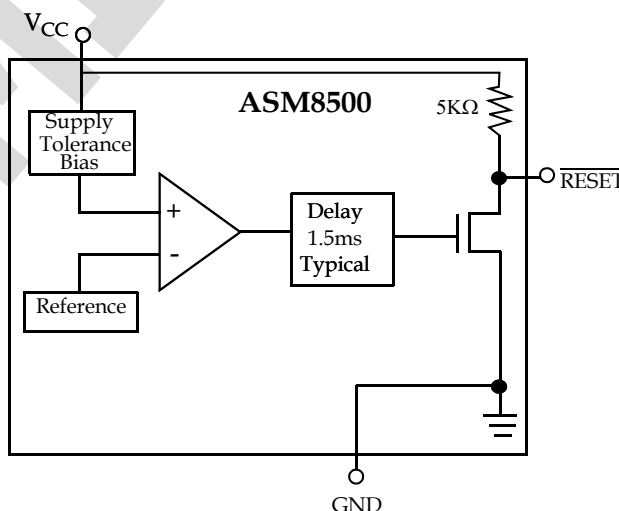 VCC
ASM8500
5KΩ
Supply
Tolerance
Bias
RESET
+
Delay
1.5ms
Typical
-
Reference
GND